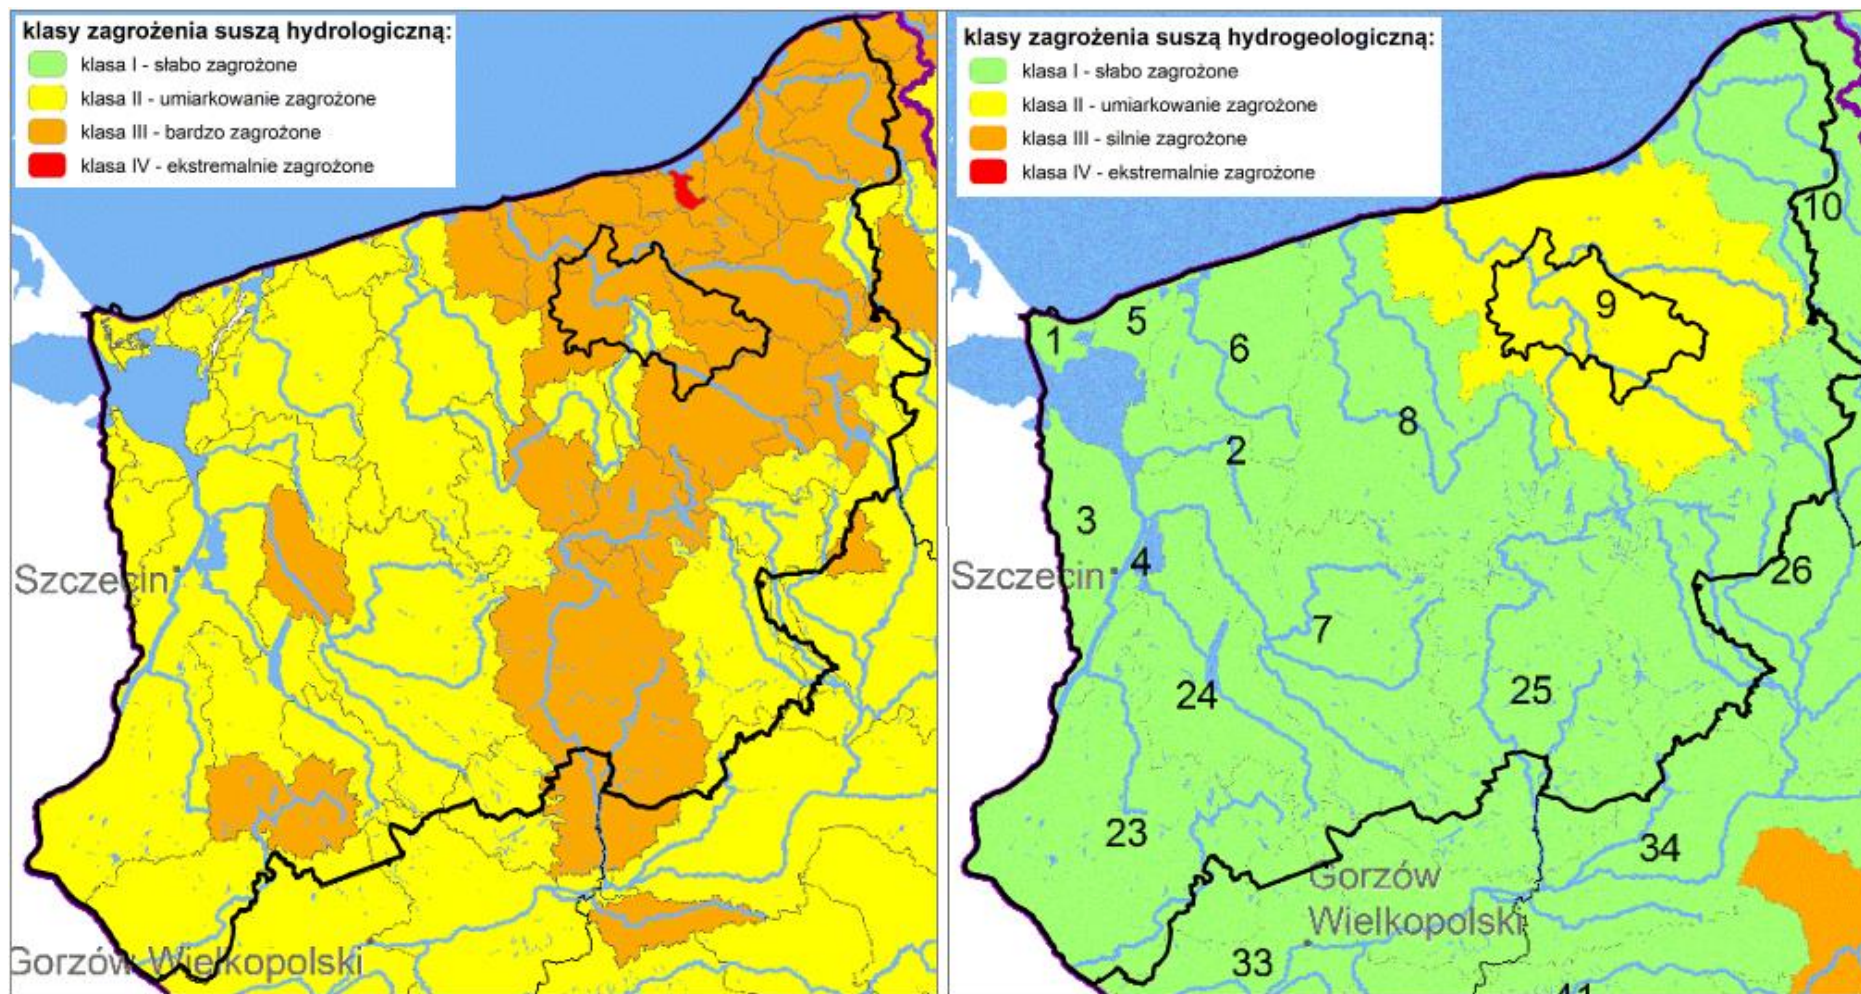 klasy zagrożenia suszą hydrologiczną:
klasa I - słabo zagrożone
klasa II - umiarkowanie zagrożone
klasa III - bardzo zagrożone
klasa IV - ekstremalnie zagrożone
Szczecin
Gorzów Wielkopolski
klasy zagrożenia suszą hydrogeologiczną:
klasa I - słabo zagrożone
klasa II - umiarkowanie zagrożone
klasa III - silnie zagrożone
klasa IV - ekstremalnie zagrożone
10
9
5
1
6
8
2
3
4
Szczecin
26
7
25
24
23
34
Gorzów
Wielkopolski
33
41